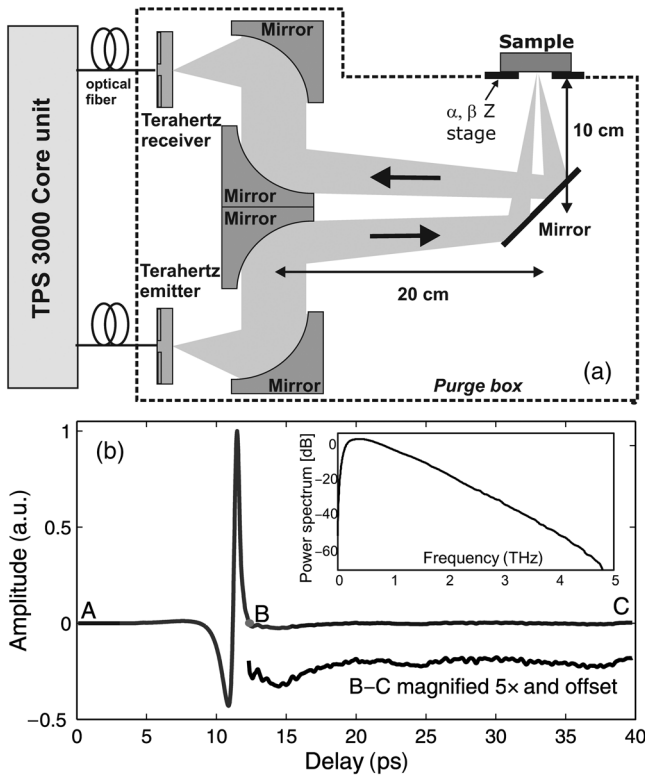 TPS 3000 Core unit
optical
fiber
Mirror
Terahertz
receiver
Sample
α, β Z
stage
10 cm
Mirror
Mirror
Mirror
Terahertz
emitter
20 cm
Mirror
Purge box
(a)
(b)
Amplitude (a.u.)
1
0.5
0
−0.5
A
B
C
B−C magnified 5× and offset
0
5
10
15
20
25
30
35
40
Delay (ps)
Power spectrum [dB]
0
−20
−40
−60
Frequency (THz)
0
1
2
3
4
5